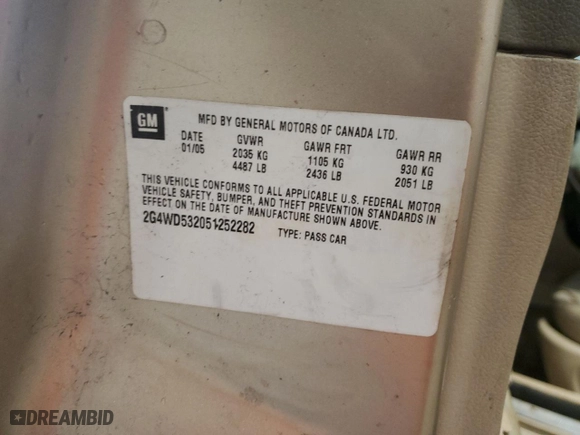 GM
MFD BY GENERAL MOTORS OF CANADA LTD.
DATE GVWR GAWR FRT GAWR RR
01/05 2035 KG 1105 KG 930 KG
4487 LB 2436 LB 2051 LB
THIS VEHICLE CONFORMS TO ALL APPLICABLE U.S. FEDERAL MOTOR
VEHICLE SAFETY, BUMPER, AND THEFT PREVENTION STANDARDS IN
EFFECT ON THE DATE OF MANUFACTURE SHOWN ABOVE.
2G4WD532051252282 TYPE: PASS CAR
DREAMBID